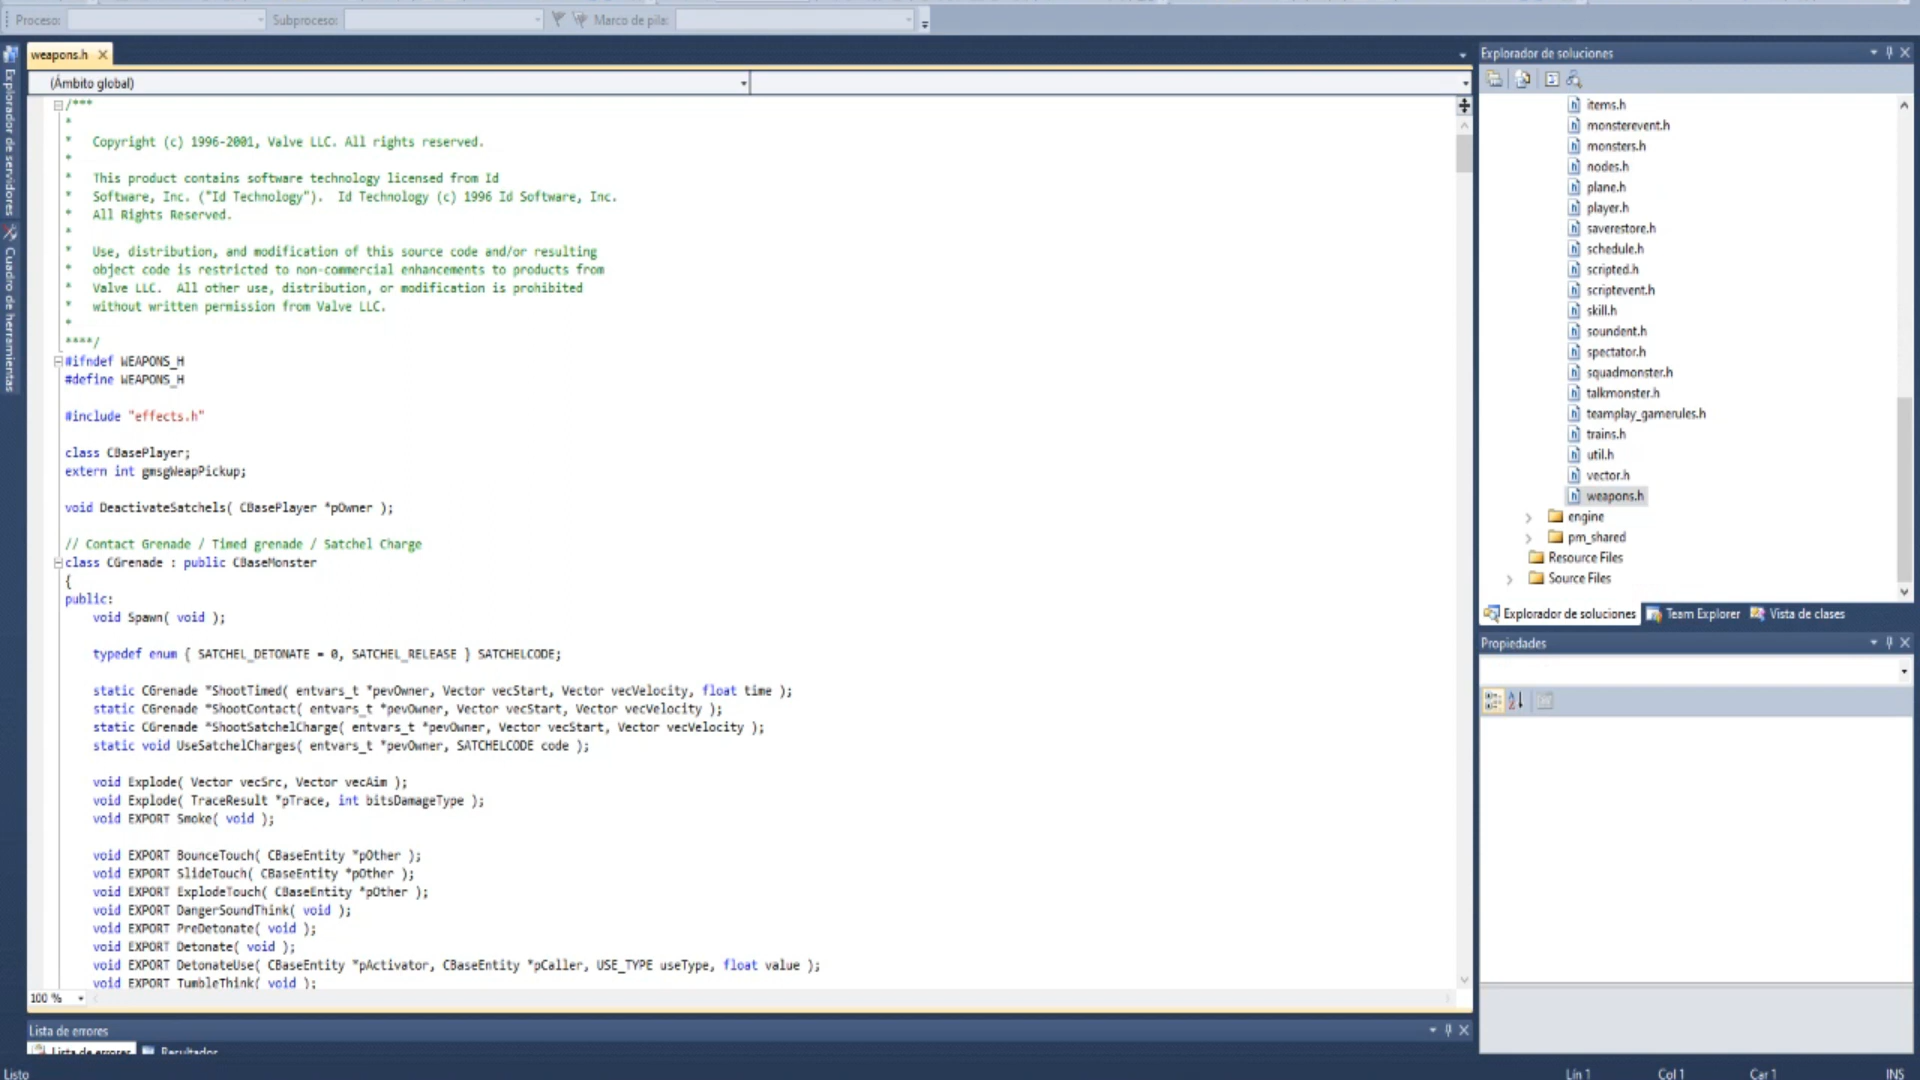 Proceso:
Subproceso:
Marco de pila:
weapons.h
(Ámbito global)
/***
*
* Copyright (c) 1996-2001, Valve LLC. All rights reserved.
*
* This product contains software technology licensed from Id
* Software, Inc. ("Id Technology"). Id Technology (c) 1996 Id Software, Inc.
* All Rights Reserved.
*
* Use, distribution, and modification of this source code and/or resulting
* object code is restricted to non-commercial enhancements to products from
* Valve LLC. All other use, distribution, or modification is prohibited
* without written permission from Valve LLC.
*
****/
#ifndef WEAPONS_H
#define WEAPONS_H
#include "effects.h"
class CBasePlayer;
extern int gmsgWeapPickup;
void DeactivateSatchels( CBasePlayer *pOwner );
// Contact Grenade / Timed grenade / Satchel Charge
class CGrenade : public CBaseMonster
{
public:
void Spawn( void );
typedef enum { SATCHEL_DETONATE = 0, SATCHEL_RELEASE } SATCHELCODE;
static CGrenade *ShootTimed( entvars_t *pevOwner, Vector vecStart, Vector vecVelocity, float time );
static CGrenade *ShootContact( entvars_t *pevOwner, Vector vecStart, Vector vecVelocity );
static CGrenade *ShootSatchelCharge( entvars_t *pevOwner, Vector vecStart, Vector vecVelocity );
static void UseSatchelCharges( entvars_t *pevOwner, SATCHELCODE code );
void Explode( Vector vecSrc, Vector vecAim );
void Explode( TraceResult *pTrace, int bitsDamageType );
void EXPORT Smoke( void );
void EXPORT BounceTouch( CBaseEntity *pOther );
void EXPORT SlideTouch( CBaseEntity *pOther );
void EXPORT ExplodeTouch( CBaseEntity *pOther );
void EXPORT DangerSoundThink( void );
void EXPORT PreDetonate( void );
void EXPORT Detonate( void );
void EXPORT DetonateUse( CBaseEntity *pActivator, CBaseEntity *pCaller, USE_TYPE useType, float value );
void EXPORT TumbleThink( void );
100 %
Explorador de servidores
Cuadro de herramientas
Explorador de soluciones
items.h
monsterevent.h
monsters.h
nodes.h
plane.h
player.h
saverestore.h
schedule.h
scripted.h
scriptevent.h
skill.h
soundent.h
spectator.h
squadmonster.h
talkmonster.h
teamplay_gamerules.h
trains.h
util.h
vector.h
weapons.h
engine
pm_shared
Resource Files
Source Files
Explorador de soluciones
Team Explorer
Vista de clases
Propiedades
Lista de errores
Lista de errores
Resultados
Listo
Lín 1
Col 1
Car 1
INS